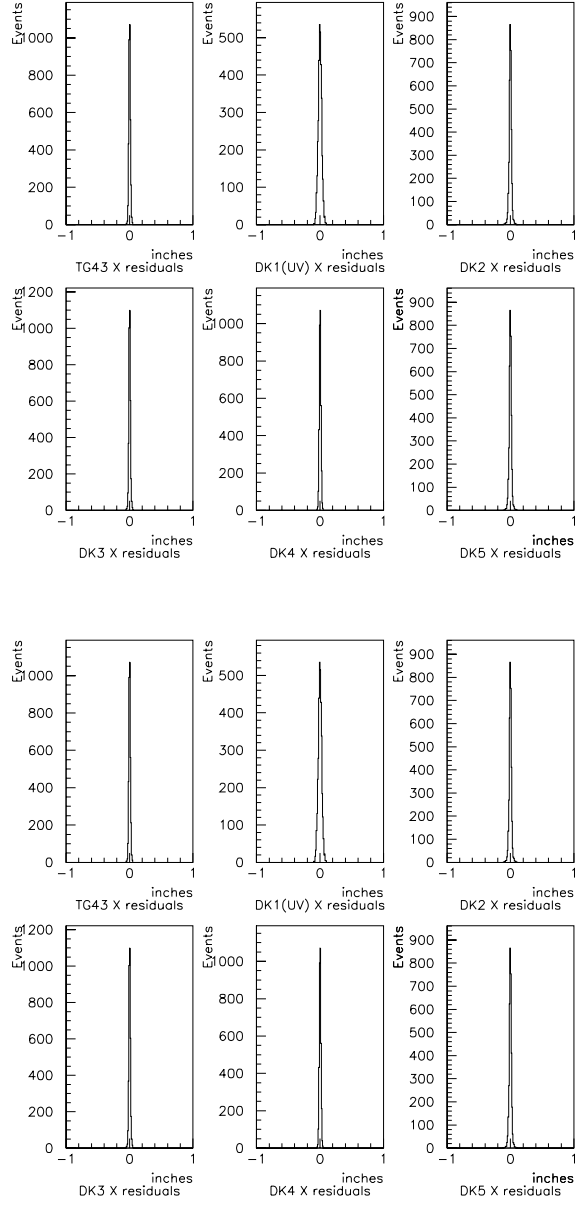 Events Events Events
1000 500 900
800 400 800
700
600 300 600
500
400 200 400
300
200 100 200
100
0 0 0
−1 0 1 −1 0 1 −1 0 1
inches inches inches
TG43 X residuals DK1(UV) X residuals DK2 X residuals
Events Events Events
1200 1000 900
1000 800 800
700
800 600 600
600 500
400 400 400
300
200 200 200
100
0 0 0
−1 0 1 −1 0 1 −1 0 1
inches inches inches
DK3 X residuals DK4 X residuals DK5 X residuals
Events Events Events
1000 500 900
800 400 800
700
600 300 600
500
400 200 400
300
200 100 200
100
0 0 0
−1 0 1 −1 0 1 −1 0 1
inches inches inches
TG43 X residuals DK1(UV) X residuals DK2 X residuals
Events Events Events
1200 1000 900
1000 800 800
700
800 600 600
600 500
400 400 400
300
200 200 200
100
0 0 0
−1 0 1 −1 0 1 −1 0 1
inches inches inches
DK3 X residuals DK4 X residuals DK5 X residuals